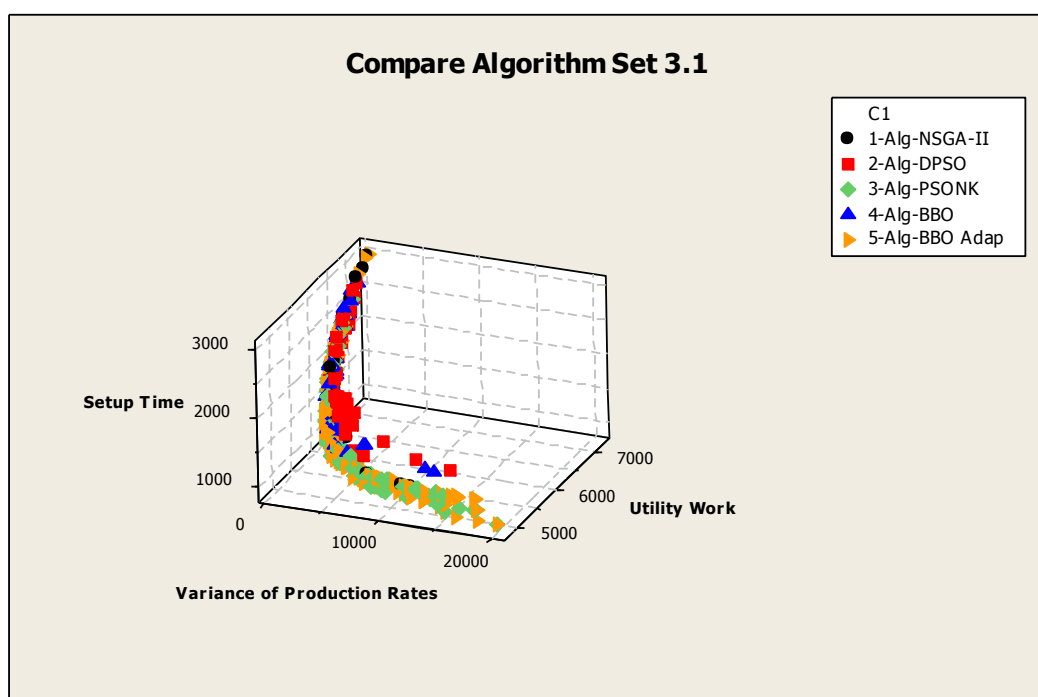 Compare Algorithm Set 3.1
C1
1-Alg-NSGA-II
2-Alg-DPSO
3-Alg-PSONK
4-Alg-BBO
5-Alg-BBO Adap
3000
Setup Time
2000
1000
0
10000
20000
Variance of Production Rates
5000
6000
7000
Utility Work